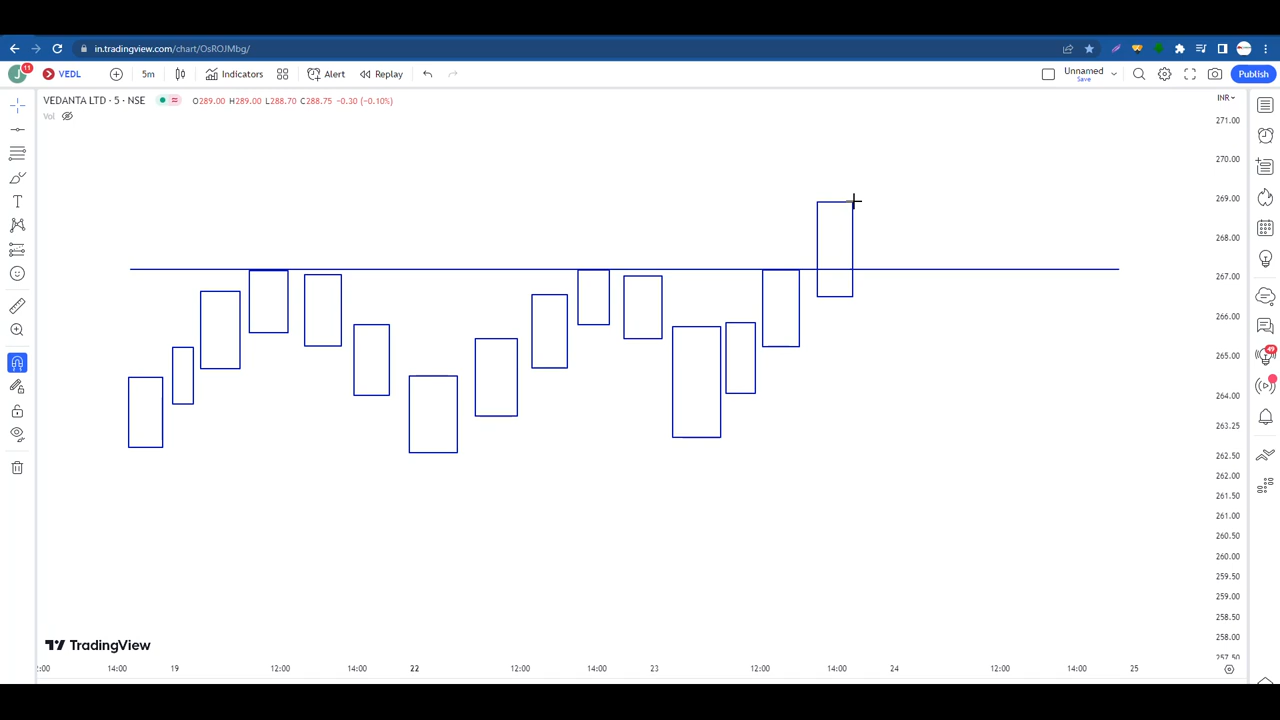 in.tradingview.com/chart/OsROJMbg/
J 11 VEDL 5m Indicators Alert Replay Unnamed Save Publish
VEDANTA LTD · 5 · NSE O289.00 H289.00 L288.70 C288.75 −0.30 (−0.10%)
Vol
INR
271.00
270.00
269.00
268.00
267.00
266.00
265.00
264.00
263.25
262.50
261.50
261.00
260.50
260.00
259.50
259.00
258.50
258.00
257.50
49
TradingView
:00 14:00 19 12:00 14:00 22 12:00 14:00 23 12:00 14:00 24 12:00 14:00 25